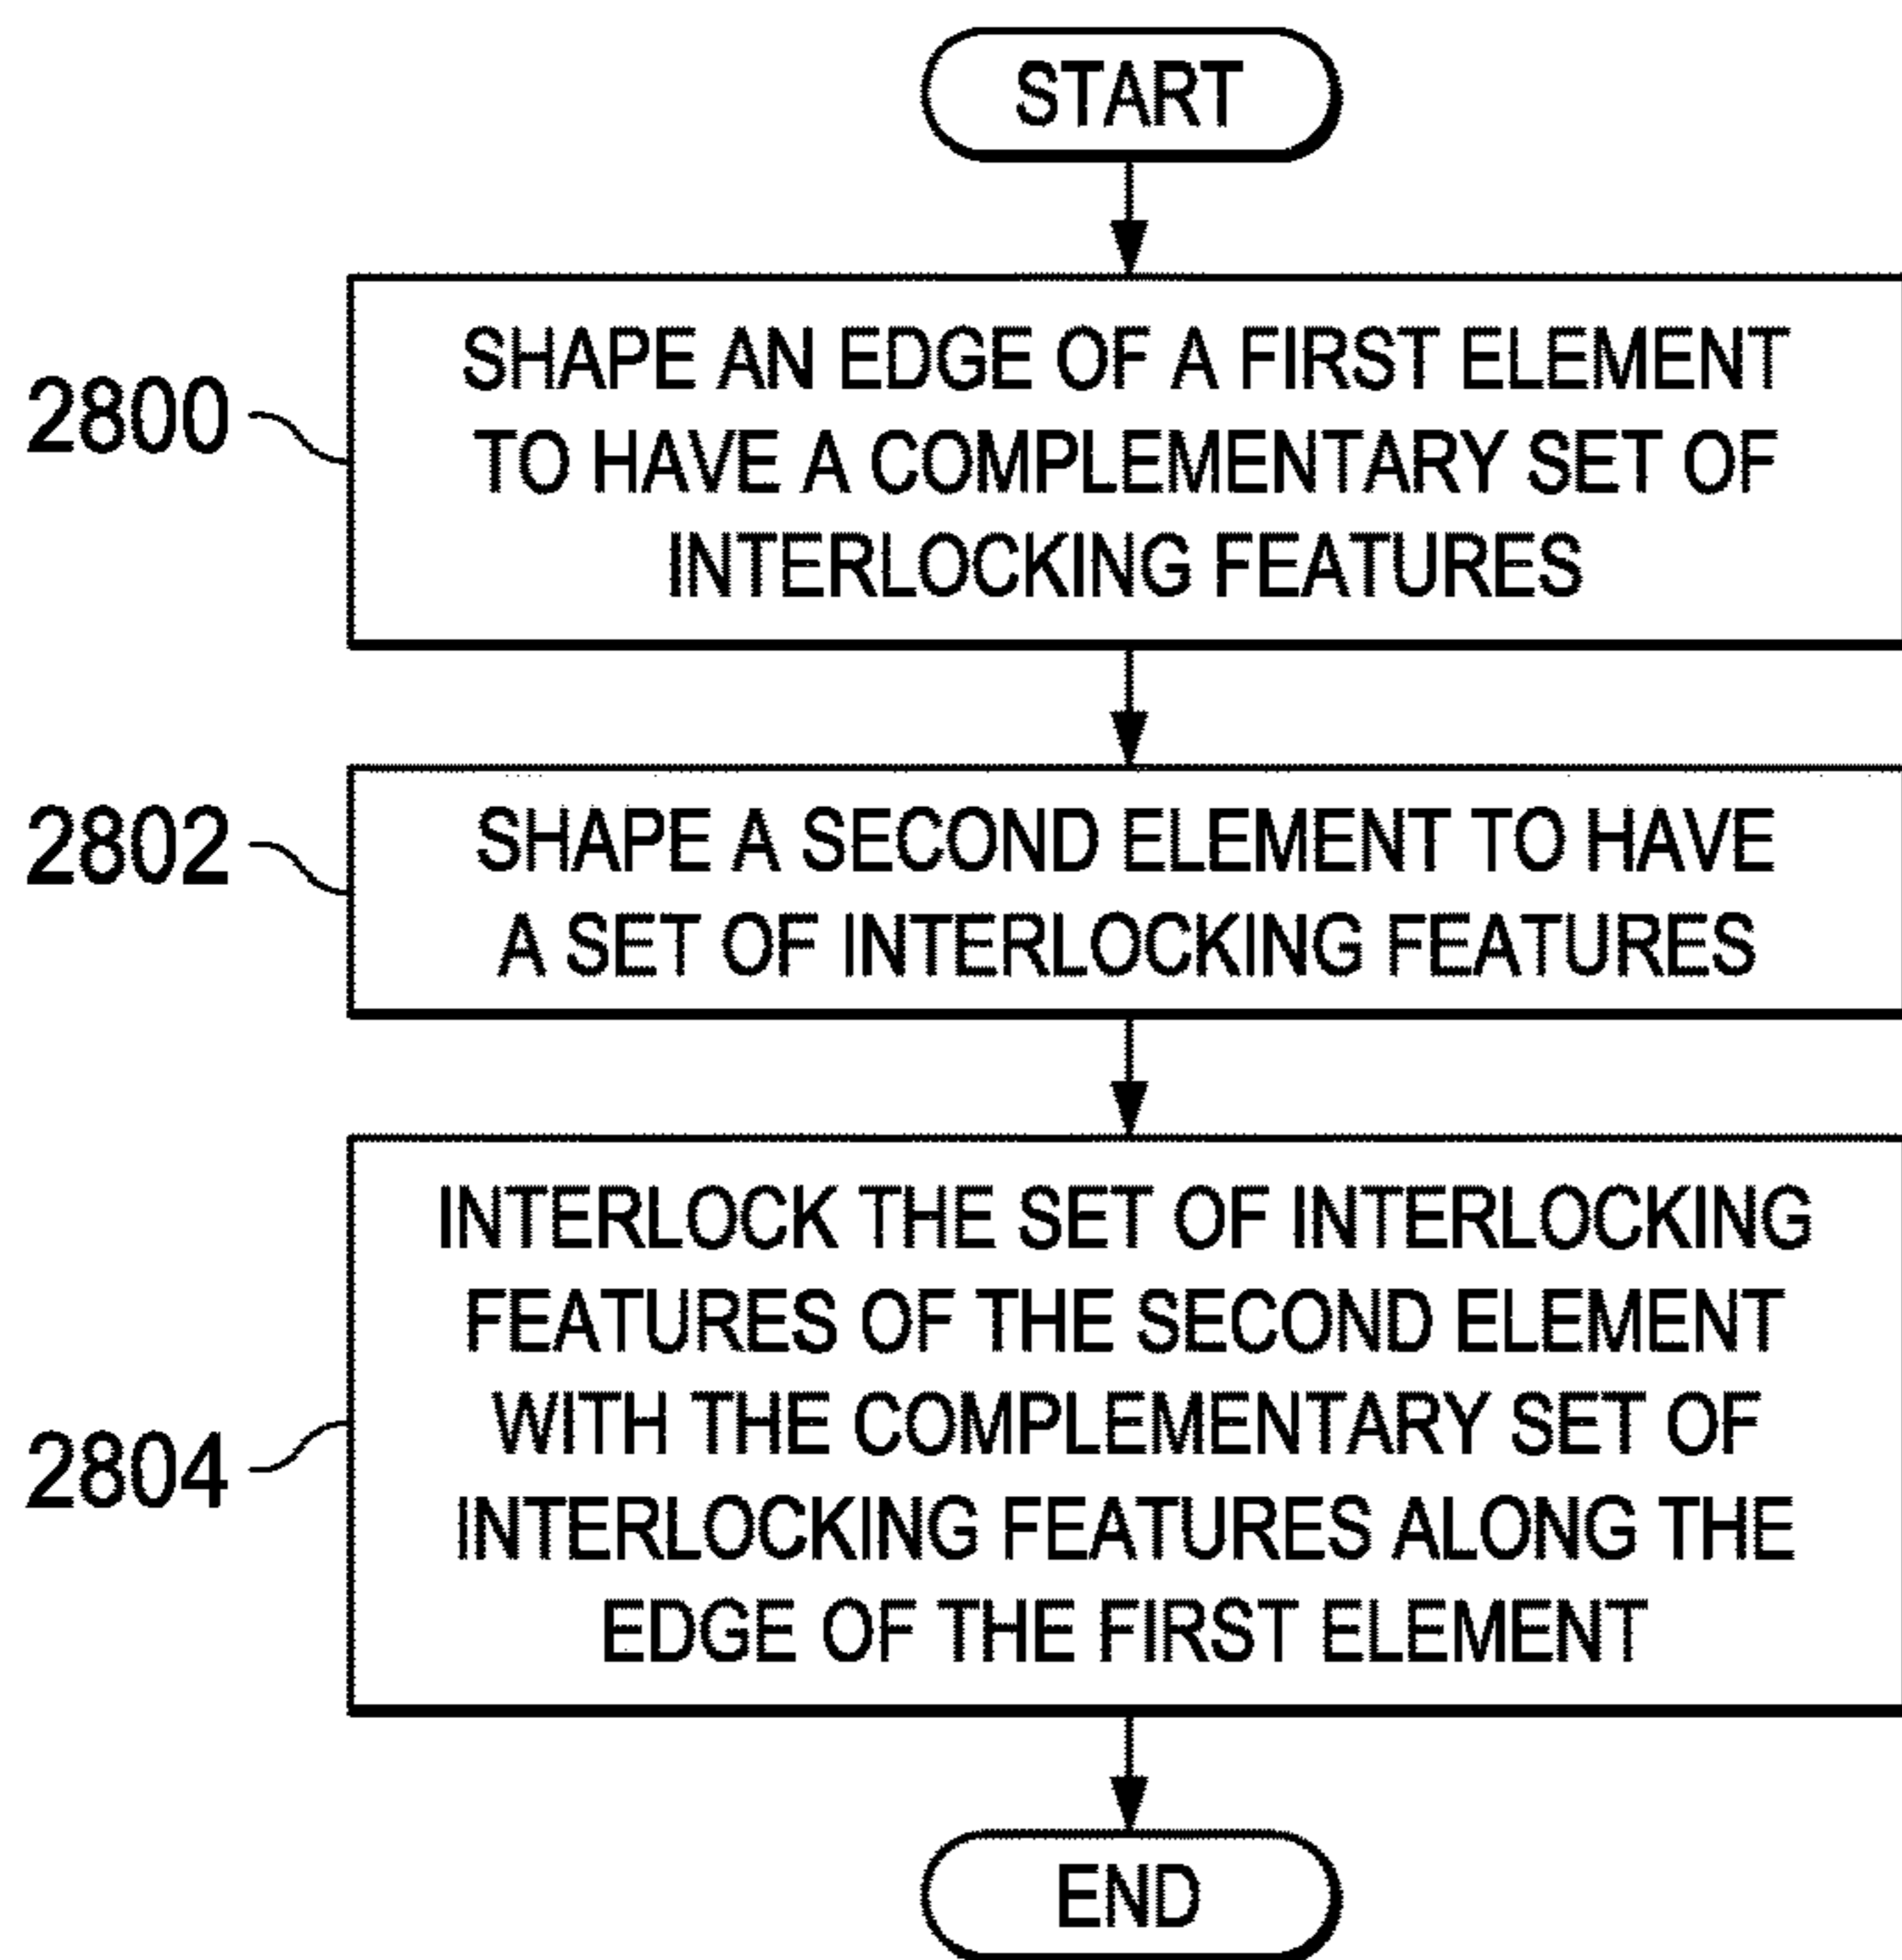 START
2800
SHAPE AN EDGE OF A FIRST ELEMENT
TO HAVE A COMPLEMENTARY SET OF
INTERLOCKING FEATURES
2802
SHAPE A SECOND ELEMENT TO HAVE
A SET OF INTERLOCKING FEATURES
2804
INTERLOCK THE SET OF INTERLOCKING
FEATURES OF THE SECOND ELEMENT
WITH THE COMPLEMENTARY SET OF
INTERLOCKING FEATURES ALONG THE
EDGE OF THE FIRST ELEMENT
END